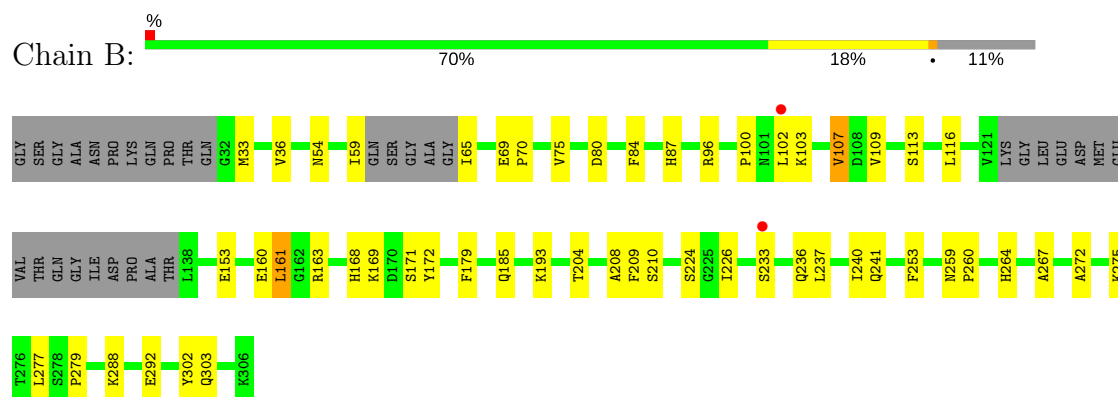 %
Chain B:
70% 18% • 11%
GLY SER GLY ALA ASN PRO LYS GLN PRO THR GLN G32 M33 V36 N54 I59 GLN SER GLY ALA GLY I65 E69 P70 V75 D80 F84 H87 R96 P100 N101 L102 K103 V107 D108 V109 S113 L116 V121 LYS GLY LEU GLU ASP MET GLU
VAL THR GLN GLY ILE ASP PRO ALA THR L138 E153 E160 L161 G162 R163 H168 K169 D170 S171 Y172 F179 Q185 K193 T204 A208 F209 S210 S224 G225 I226 S233 Q236 L237 I240 Q241 F253 N259 P260 H264 A267 A272 K275
T276 L277 S278 P279 K288 E292 Y302 Q303 K306